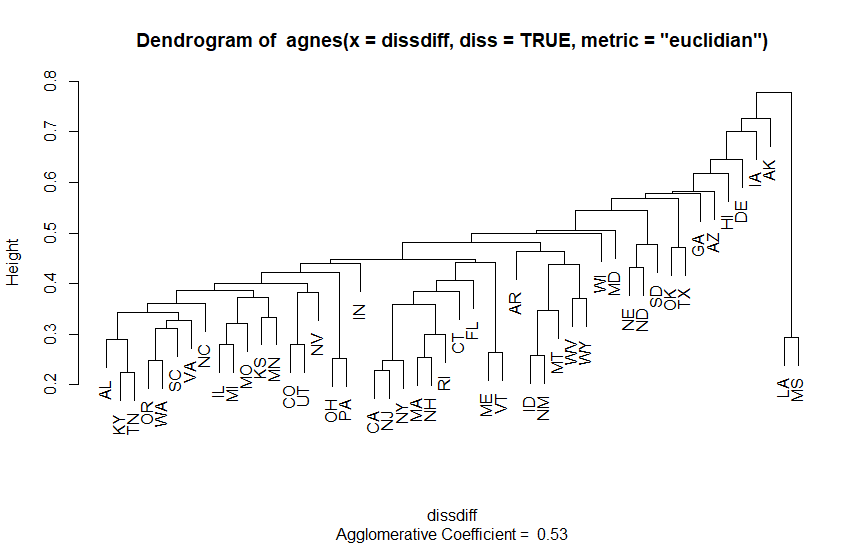 Dendrogram of agnes(x = dissdiff, diss = TRUE, metric = "euclidian")
Height
0.8
0.7
0.6
0.5
0.4
0.3
0.2
AL
KY
TN
OR
WA
SC
VA
NC
IL
MI
MO
KS
MN
CO
UT
NV
OH
PA
IN
CA
NJ
NY
MA
NH
RI
CT
FL
ME
VT
AR
ID
NM
MT
WV
WY
WI
MD
NE
ND
SD
OK
TX
GA
AZ
HI
DE
IA
AK
LA
MS
dissdiff
Agglomerative Coefficient = 0.53